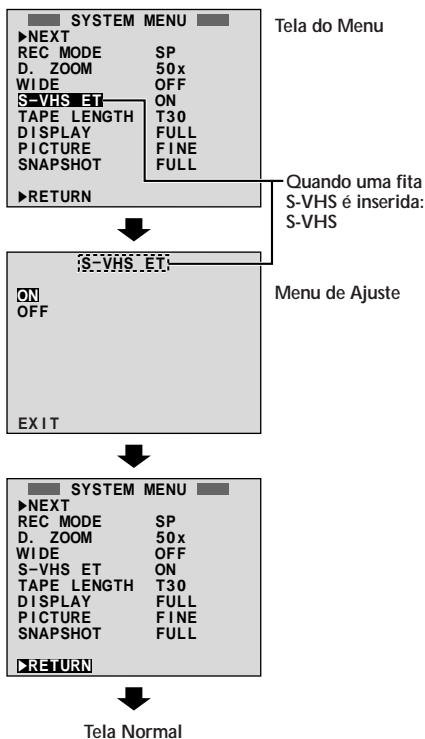 SYSTEM MENU
Tela do Menu
▶NEXT
REC MODE SP
D. ZOOM 50x
WIDE OFF
S-VHS ET ON
TAPE LENGTH T30
DISPLAY FULL
PICTURE FINE
SNAPSHOT FULL
▶RETURN
Quando uma fita
S-VHS é inserida:
S-VHS
S-VHS ET
Menu de Ajuste
ON
OFF
EXIT
SYSTEM MENU
▶NEXT
REC MODE SP
D. ZOOM 50x
WIDE OFF
S-VHS ET ON
TAPE LENGTH T30
DISPLAY FULL
PICTURE FINE
SNAPSHOT FULL
▶RETURN
Tela Normal